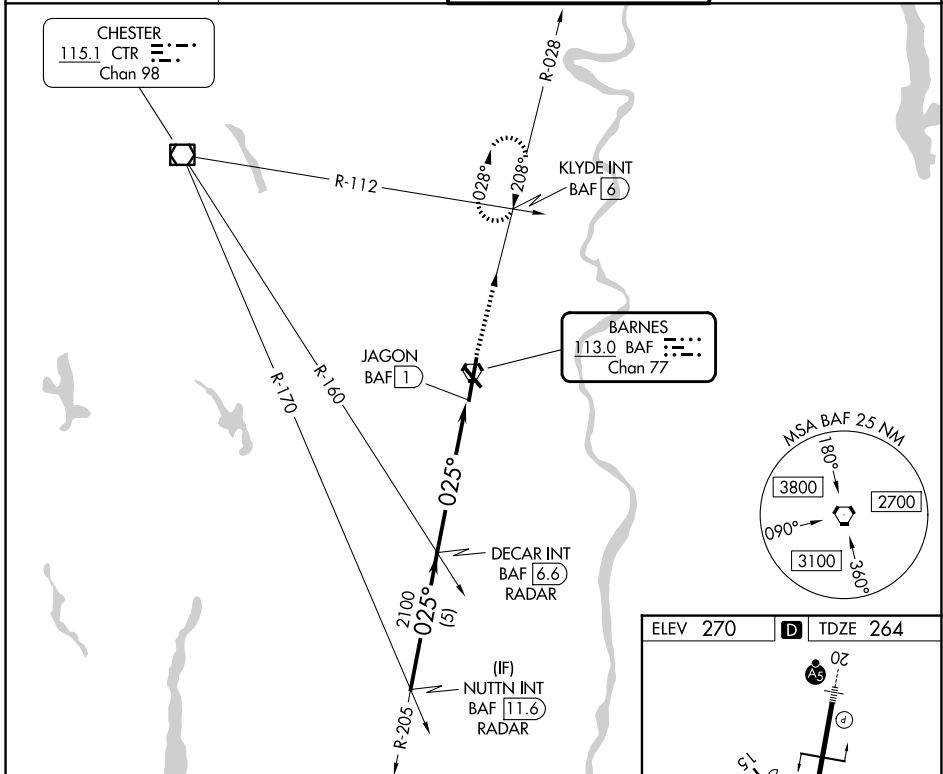 CHESTER
115.1 CTR
Chan 98
R-028
R-112
028°
208°
KLYDE INT
BAF 6
BARNES
113.0 BAF
Chan 77
JAGON
BAF 1
R-170
R-160
025°
DECAR INT
BAF 6.6
RADAR
2100
025°
(5)
(IF)
NUTTN INT
BAF 11.6
RADAR
R-205
MSA BAF 25 NM
180°
3800
2700
090°
3100
360°
ELEV 270 D TDZE 264
20
A5
P
15
D